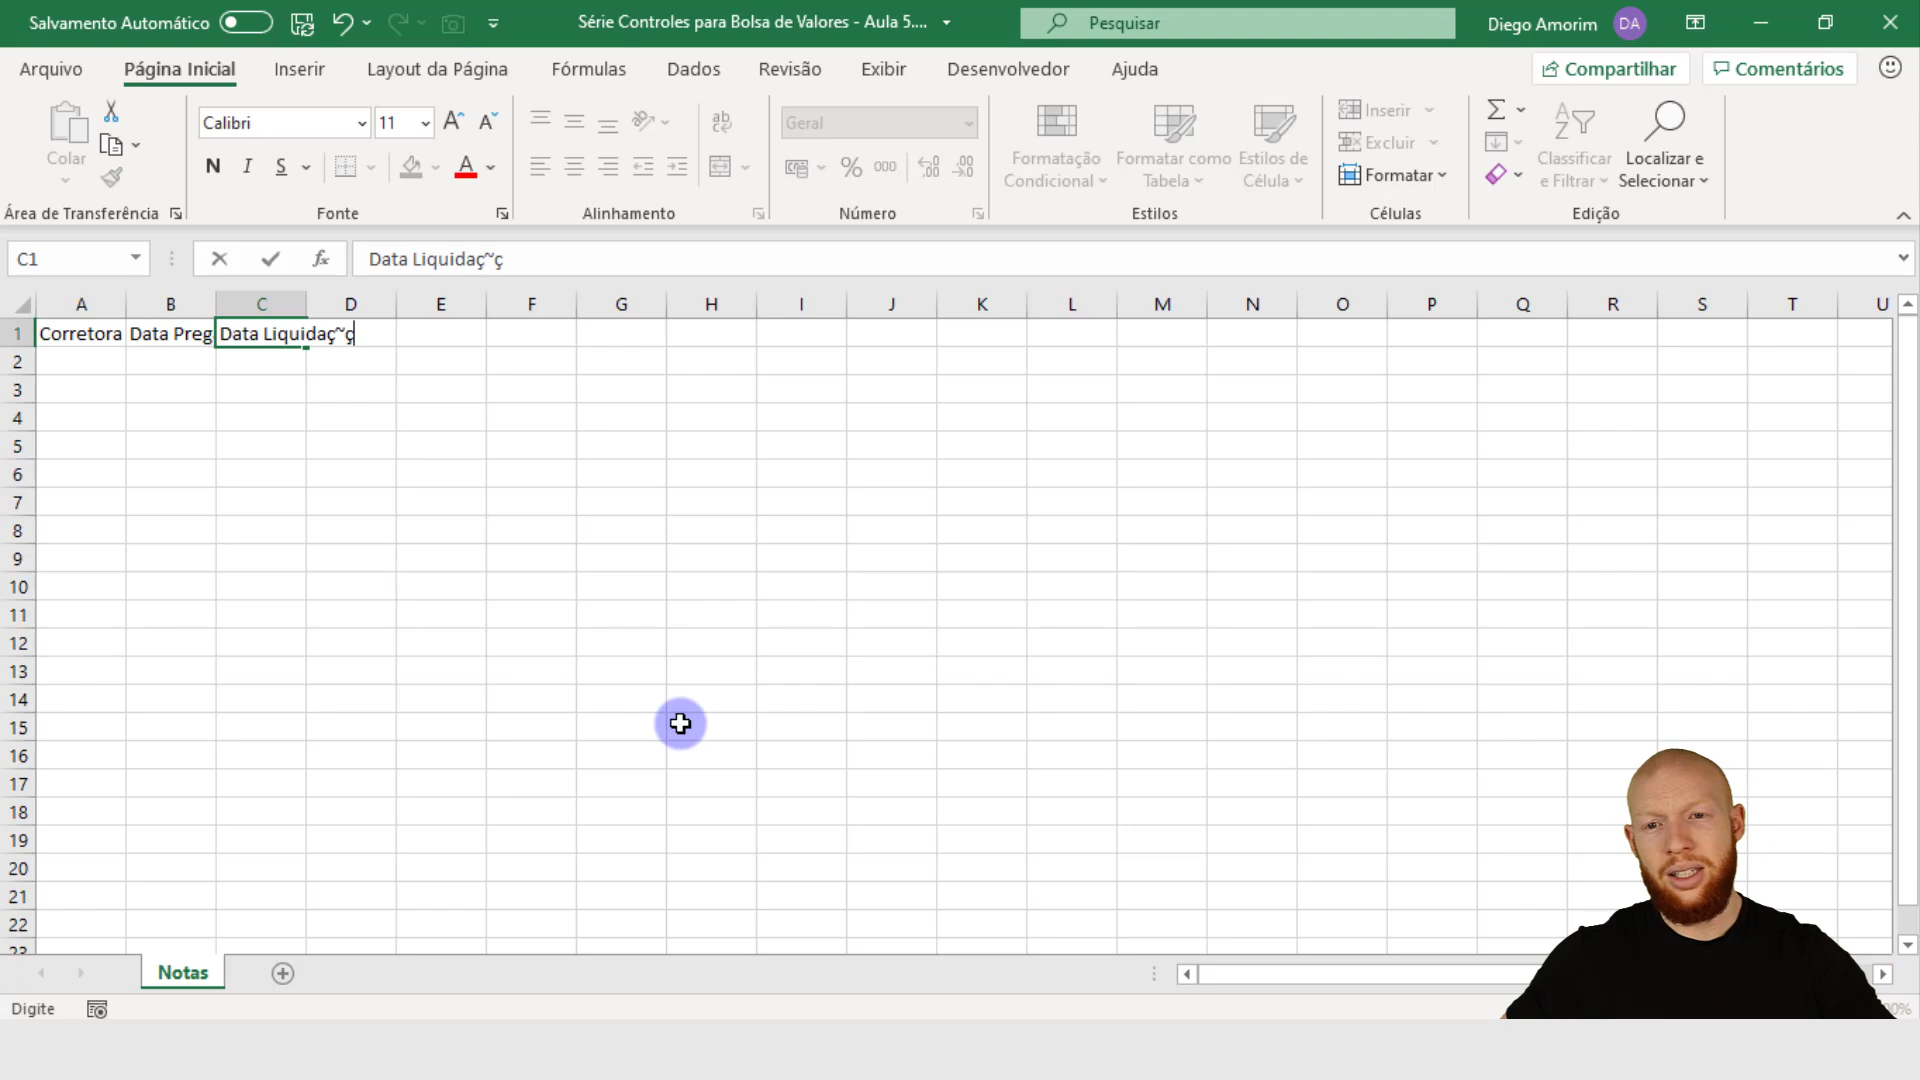 Salvamento Automático
Série Controles para Bolsa de Valores - Aula 5....
Pesquisar
Diego Amorim
DA
Arquivo
Página Inicial
Inserir
Layout da Página
Fórmulas
Dados
Revisão
Exibir
Desenvolvedor
Ajuda
Compartilhar
Comentários
Colar
Área de Transferência
Calibri
11
N
I
S
A
Fonte
ab
Alinhamento
Geral
%
000
Número
Formatação
Condicional
Formatar como
Tabela
Estilos de
Célula
Estilos
Inserir
Excluir
Formatar
Células
Classificar
e Filtrar
Localizar e
Selecionar
Edição
C1
fx
Data Liquidaç~ç
A B C D E F G H I J K L M N O P Q R S T U
1 Corretora Data Preg Data Liquidaç~ç
2
3
4
5
6
7
8
9
10
11
12
13
14
15
16
17
18
19
20
21
22
23
Notas
Digite